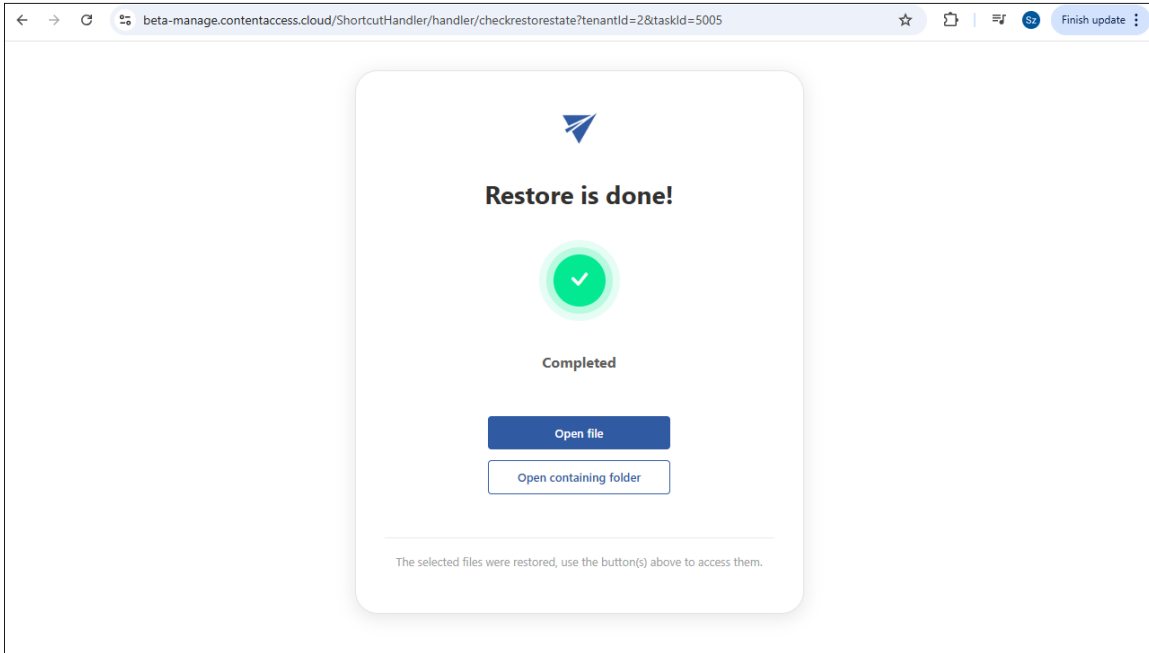 beta-manage.contentaccess.cloud/ShortcutHandler/handler/checkrestorestate?tenantId=2&taskId=5005
Sz
Finish update
Restore is done!
Completed
Open file
Open containing folder
The selected files were restored, use the button(s) above to access them.